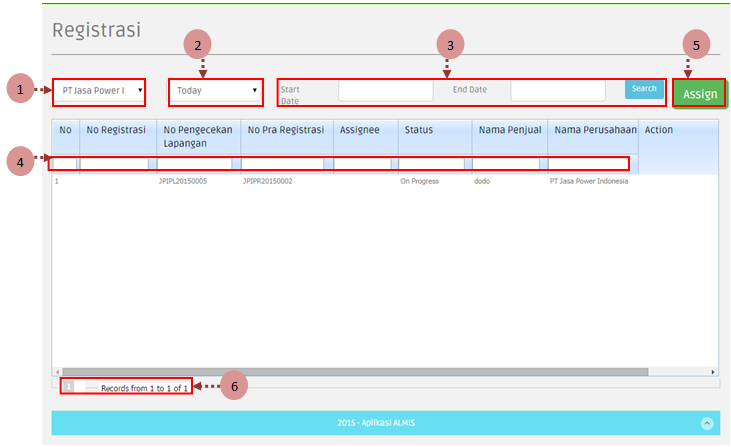 Registrasi
1
2
3
5
PT Jasa Power I
Today
Start Date
End Date
Search
Assign
No
No Registrasi
No Pengecekan Lapangan
No Pra Registrasi
Assignee
Status
Nama Penjual
Nama Perusahaan
Action
4
1 JPIPL20150005 JPIPR20150002 On Progress dodo PT Jasa Power Indonesia
1
Records from 1 to 1 of 1
6
2015 - Aplikasi ALMIS